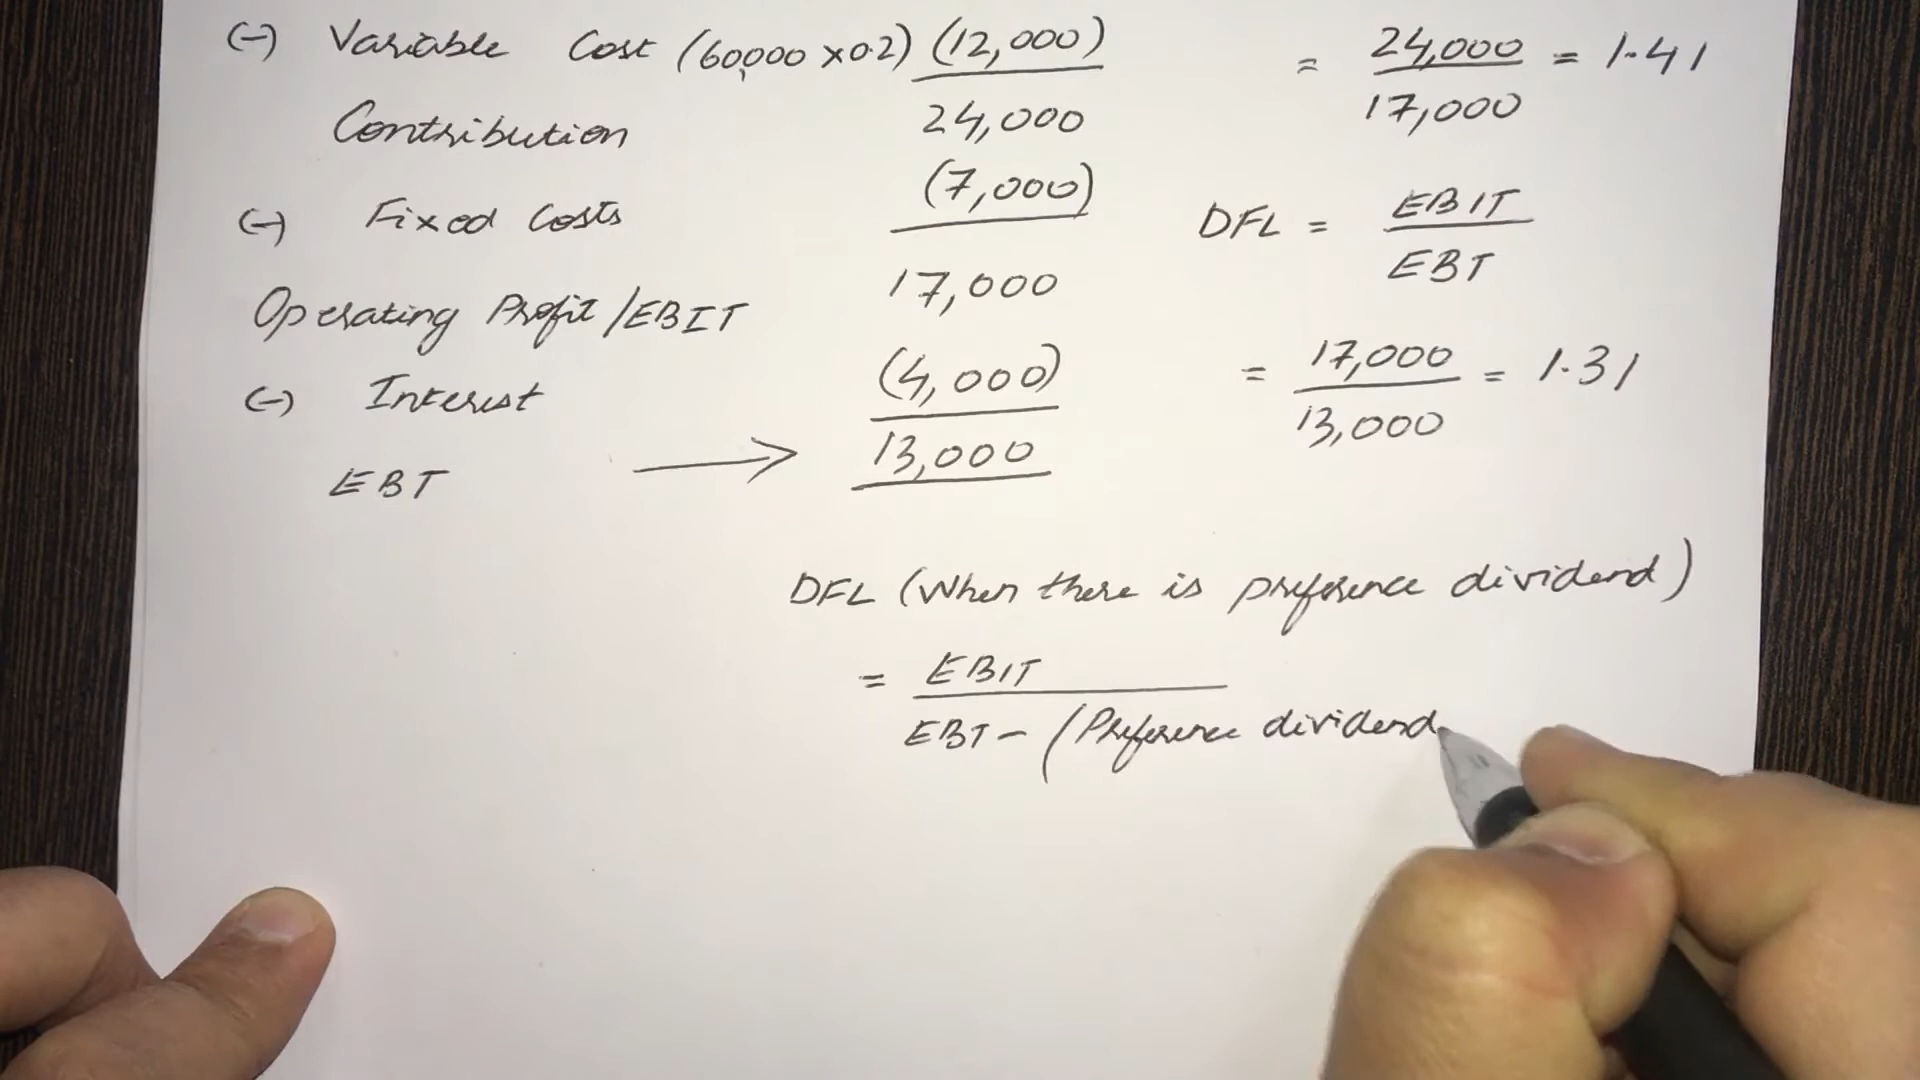 (-) Variable Cost (60,000 x 0.2) (12,000)
Contribution 24,000
(-) Fixed Costs (7,000)
Operating Profit/EBIT 17,000
(-) Interest (4,000)
EBT → 13,000
= 24,000 / 17,000 = 1.41
DFL = EBIT / EBT
= 17,000 / 13,000 = 1.31
DFL (When there is preference dividend)
= EBIT
EBT - (Preference dividend